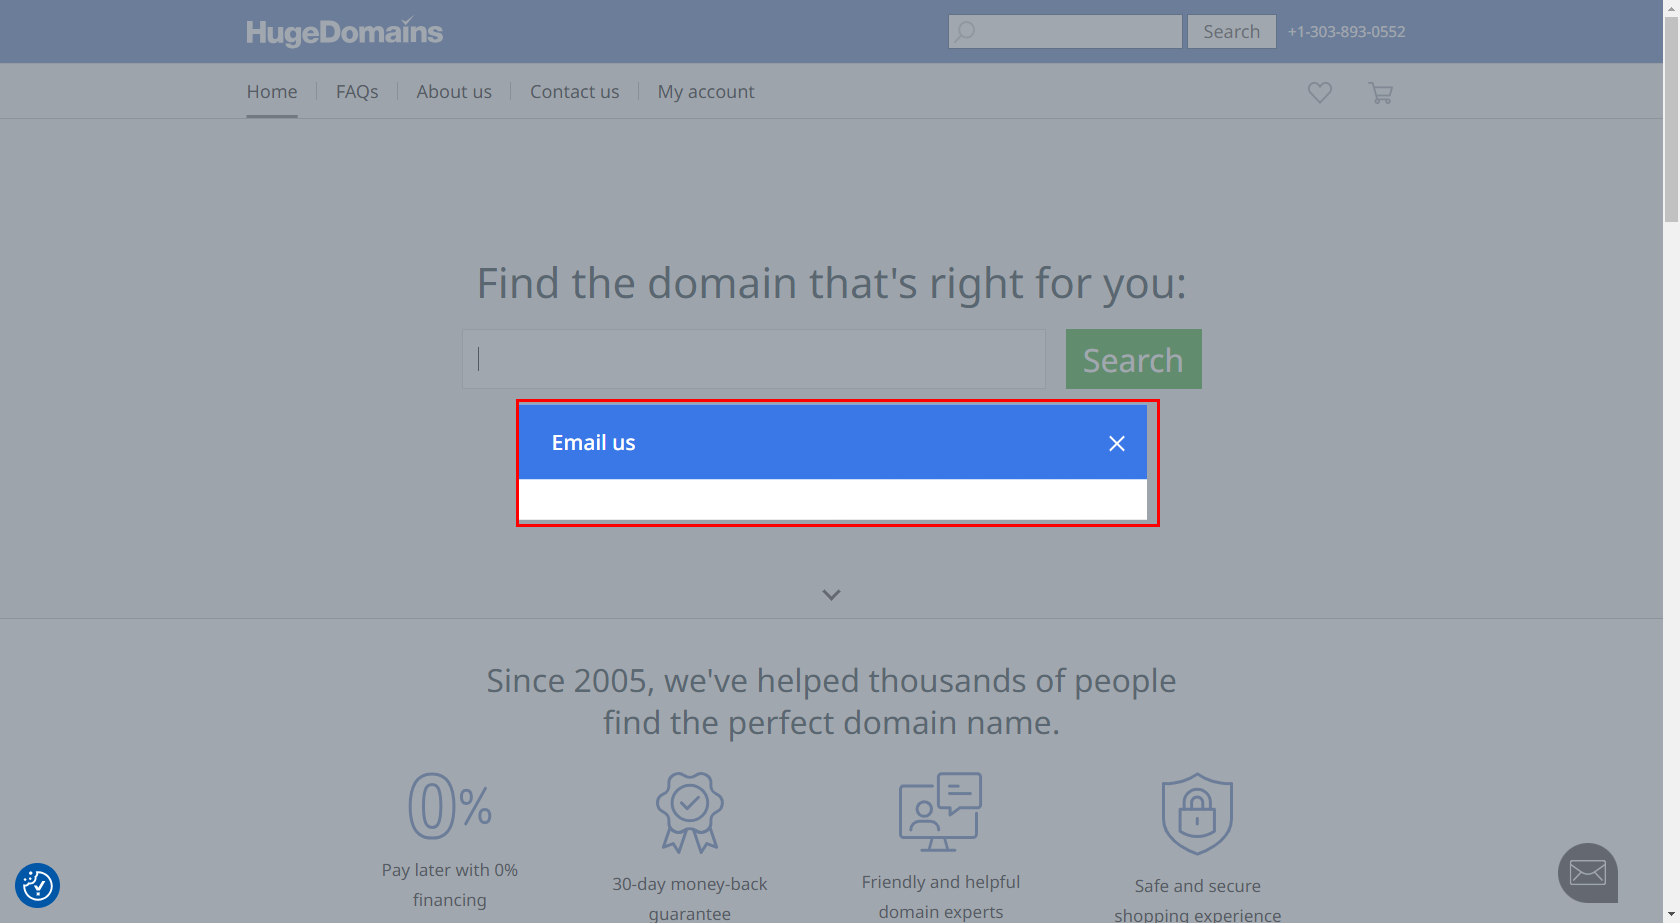 HugeDomains
Search
+1-303-893-0552
Home
FAQs
About us
Contact us
My account
Find the domain that's right for you:
Search
Email us
Since 2005, we've helped thousands of people
find the perfect domain name.
0%
Pay later with 0%
financing
30-day money-back
guarantee
Friendly and helpful
domain experts
Safe and secure
shopping experience